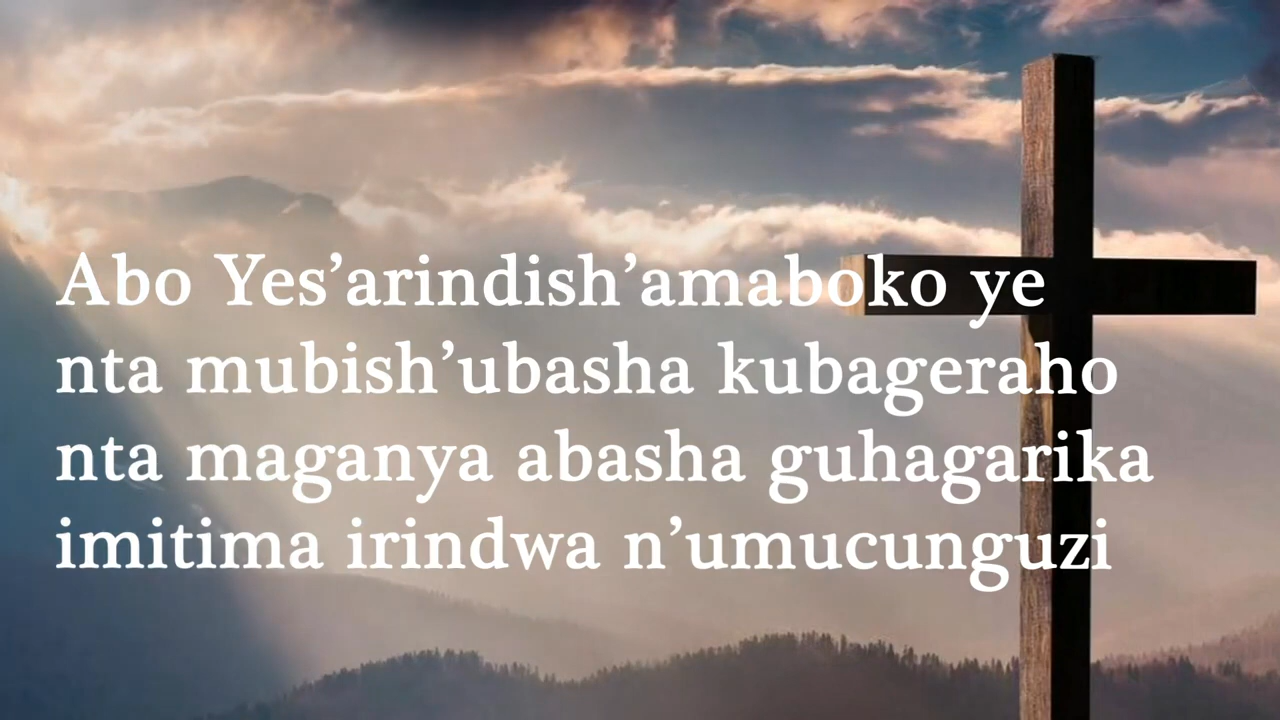 Abo Yes’arindish’amaboko ye
nta mubish’ubasha kubageraho
nta maganya abasha guhagarika
imitima irindwa n’umucunguzi